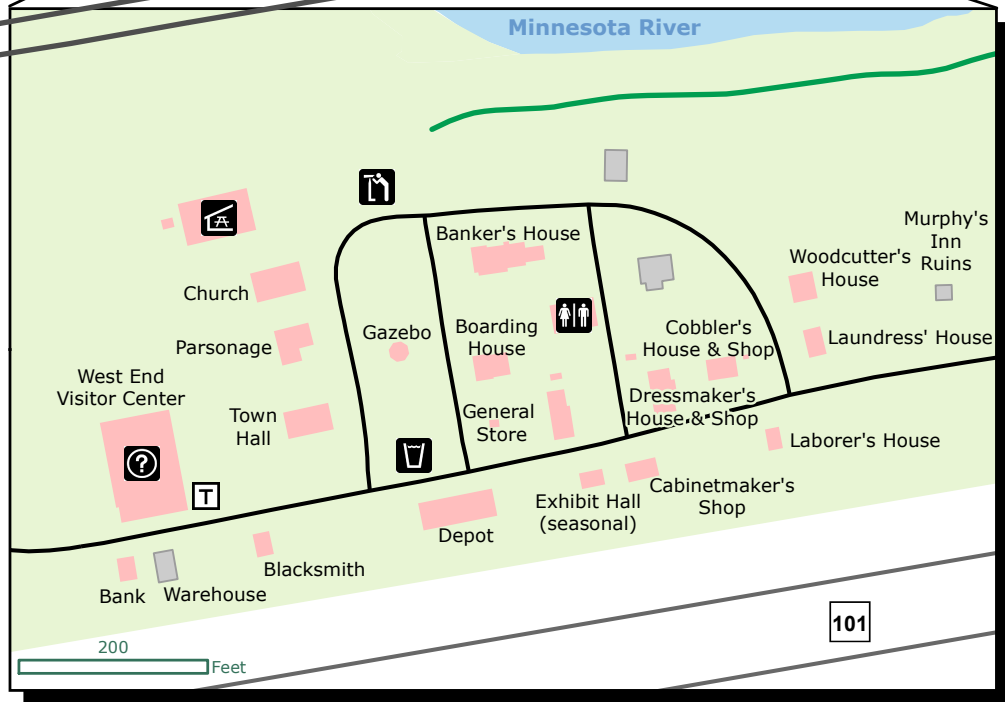 Minnesota River
Murphy's
Inn
Ruins
Banker's House
Woodcutter's
House
Church
Gazebo
Boarding
House
Cobbler's
House & Shop
Laundress' House
Parsonage
West End
Visitor Center
Dressmaker's
House & Shop
Town
Hall
General
Store
Laborer's House
?
T
Cabinetmaker's
Shop
Exhibit Hall
(seasonal)
Depot
Blacksmith
Bank
Warehouse
101
200
Feet